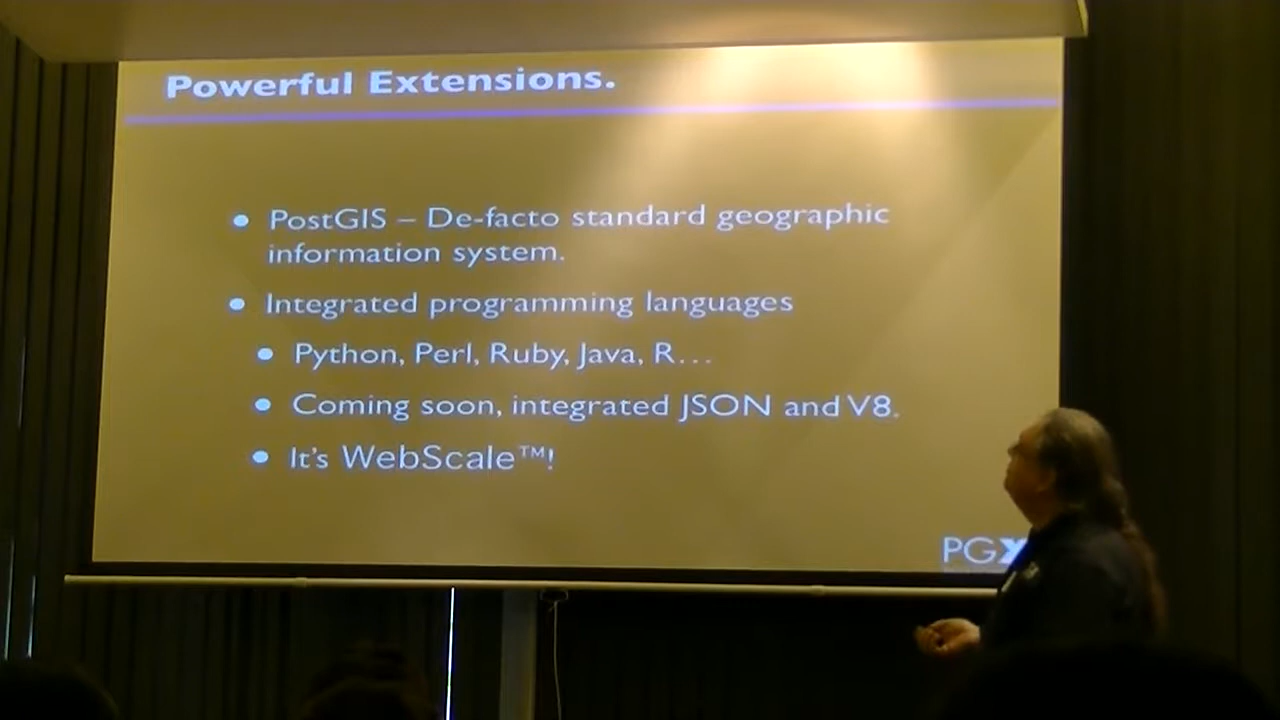 Powerful Extensions.
• PostGIS – De-facto standard geographic
information system.
• Integrated programming languages
• Python, Perl, Ruby, Java, R...
• Coming soon, integrated JSON and V8.
• It's WebScale™!
PGX